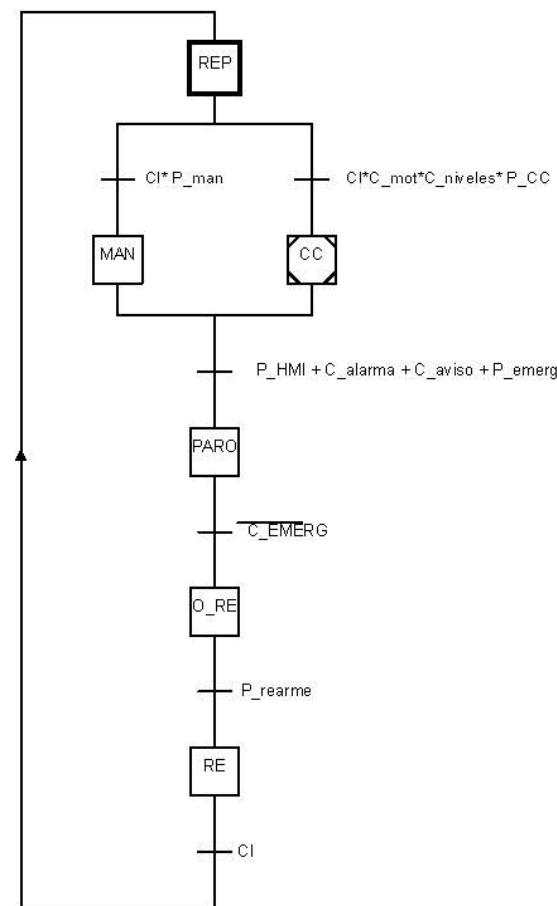 REP
CI* P_man
CI*C_mot*C_niveles* P_CC
MAN
CC
P_HMI + C_alarma + C_aviso + P_emerg
PARO
C_EMERG
O_RE
P_rearme
RE
CI